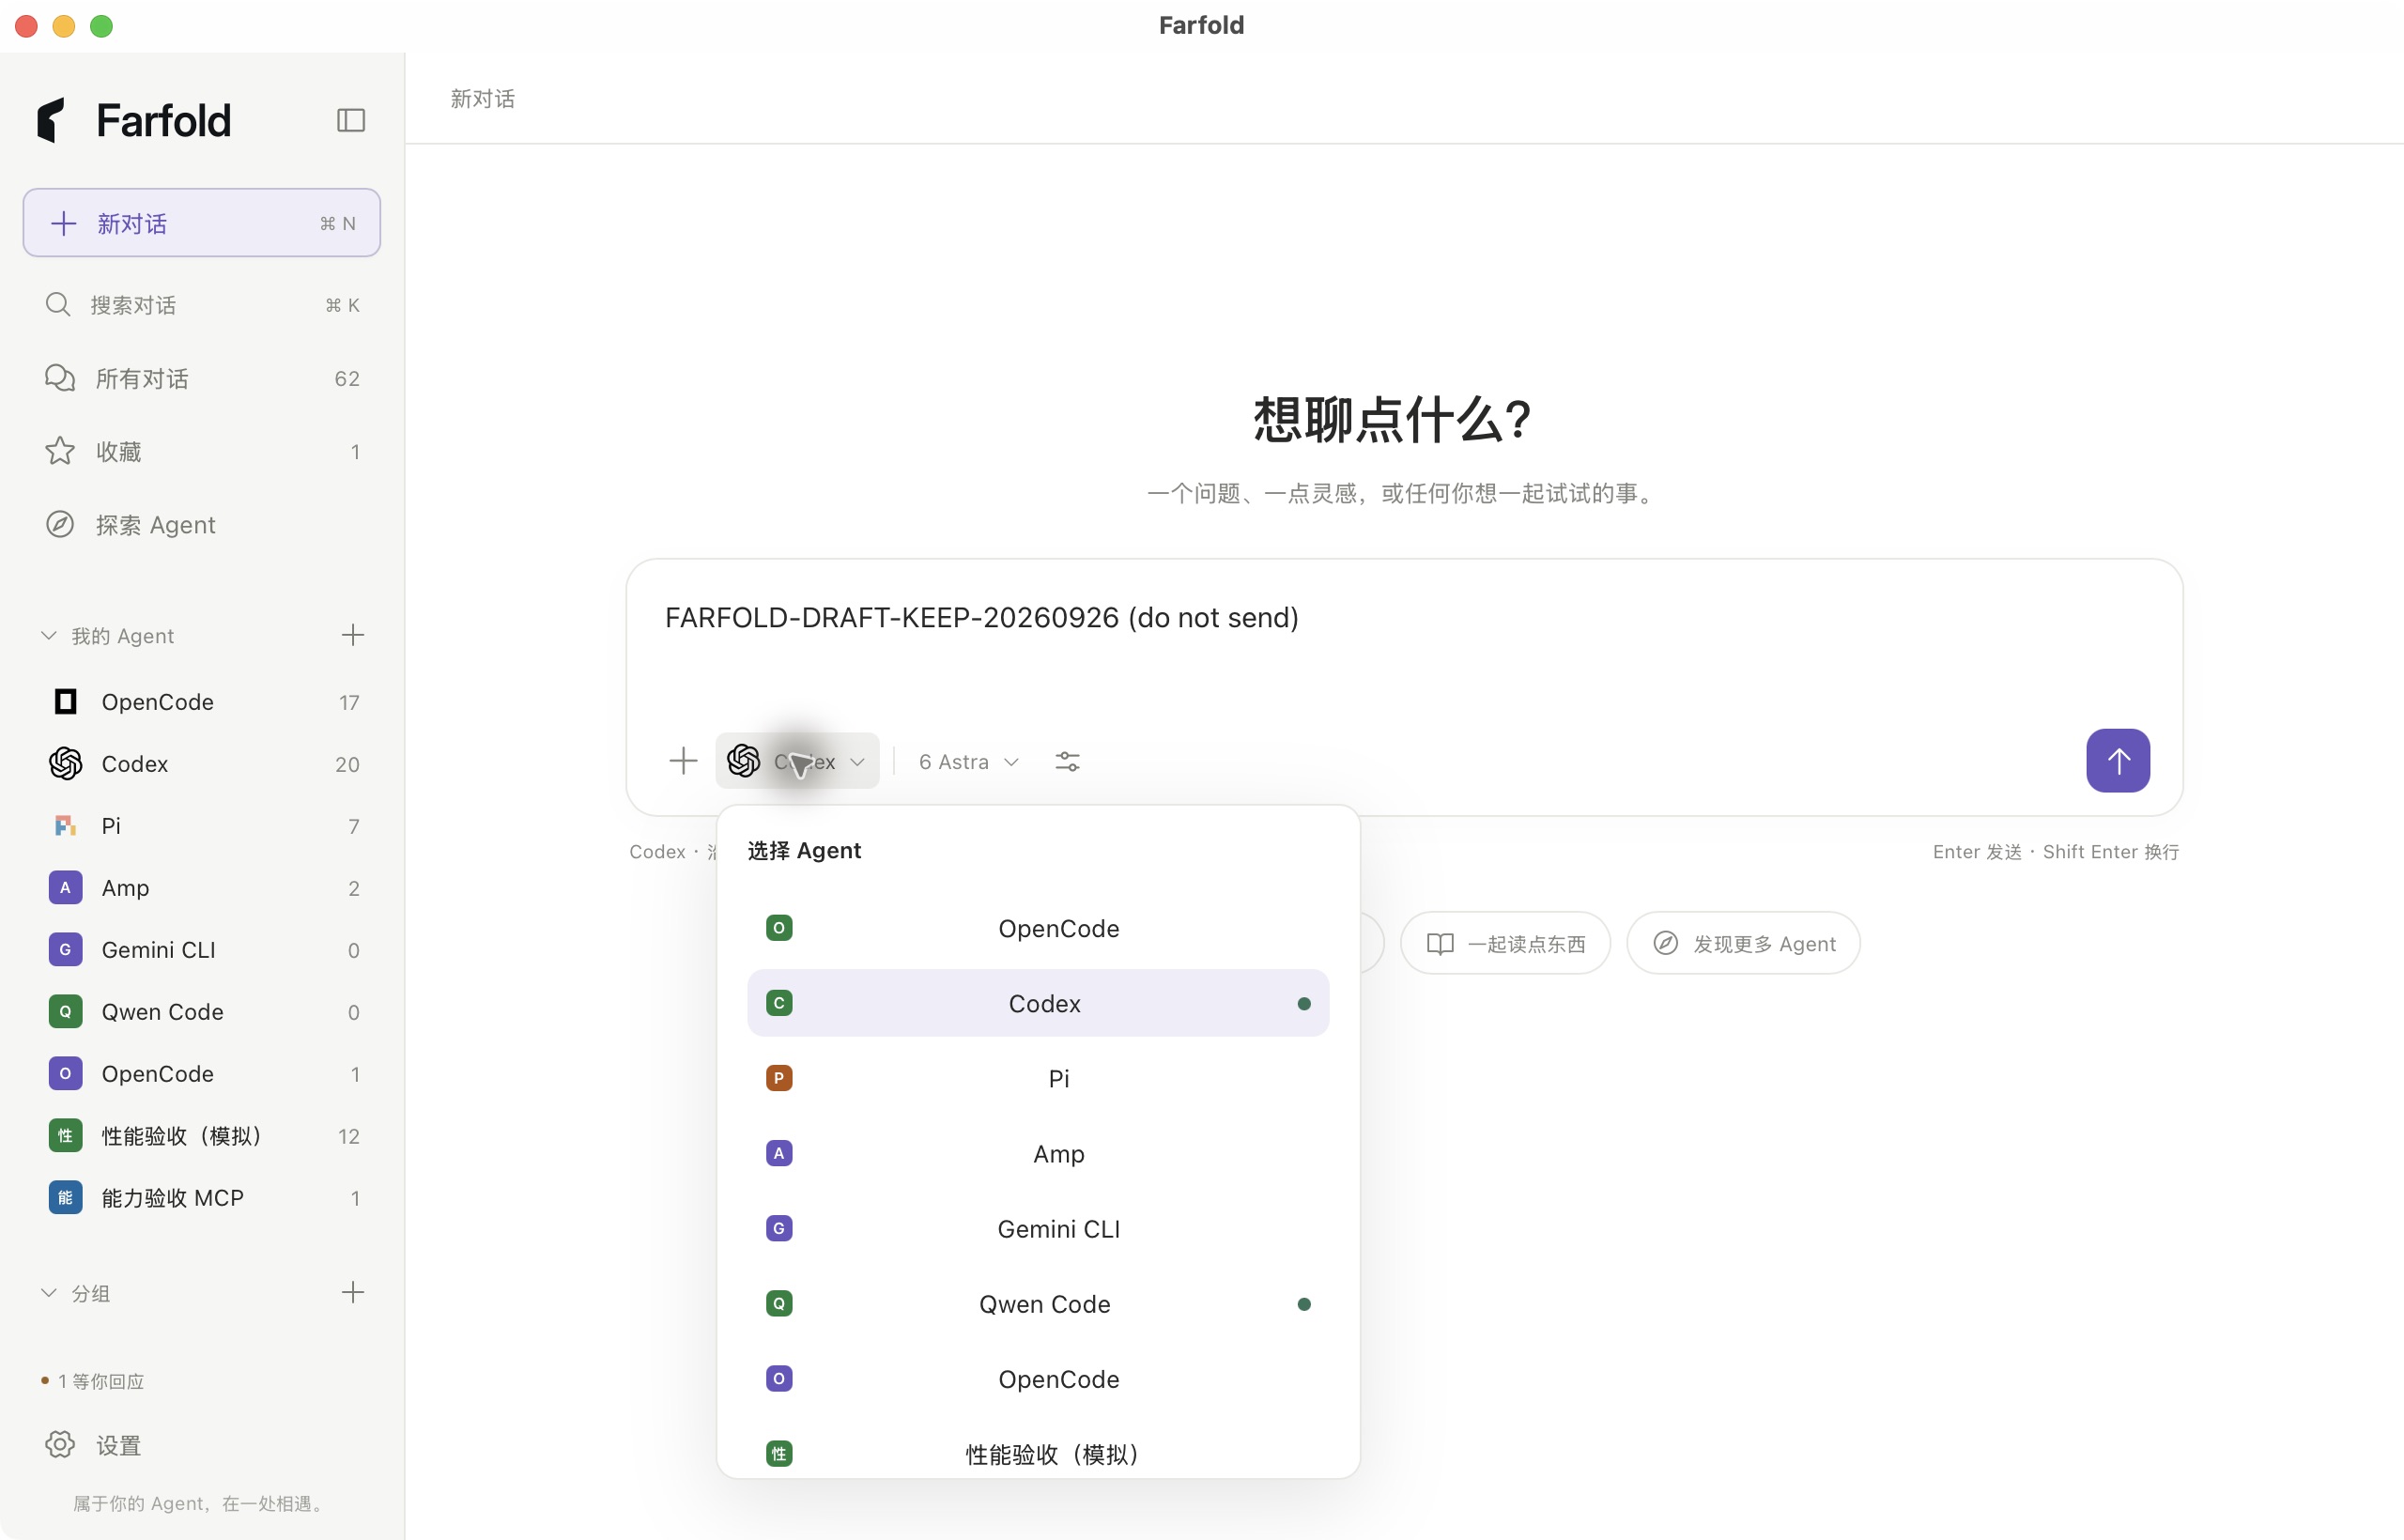 Farfold
Farfold
新对话 ⌘ N
搜索对话 ⌘ K
所有对话 62
收藏 1
探索 Agent
我的 Agent
OpenCode 17
Codex 20
Pi 7
A Amp 2
G Gemini CLI 0
Q Qwen Code 0
O OpenCode 1
性 性能验收（模拟） 12
能 能力验收 MCP 1
分组
1 等你回应
设置
属于你的 Agent，在一处相遇。
新对话
想聊点什么？
一个问题、一点灵感，或任何你想一起试试的事。
FARFOLD-DRAFT-KEEP-20260926 (do not send)
Codex 6 Astra
Codex ·
Enter 发送 · Shift Enter 换行
选择 Agent
O OpenCode
C Codex
P Pi
A Amp
G Gemini CLI
Q Qwen Code
O OpenCode
性 性能验收（模拟）
一起读点东西
发现更多 Agent